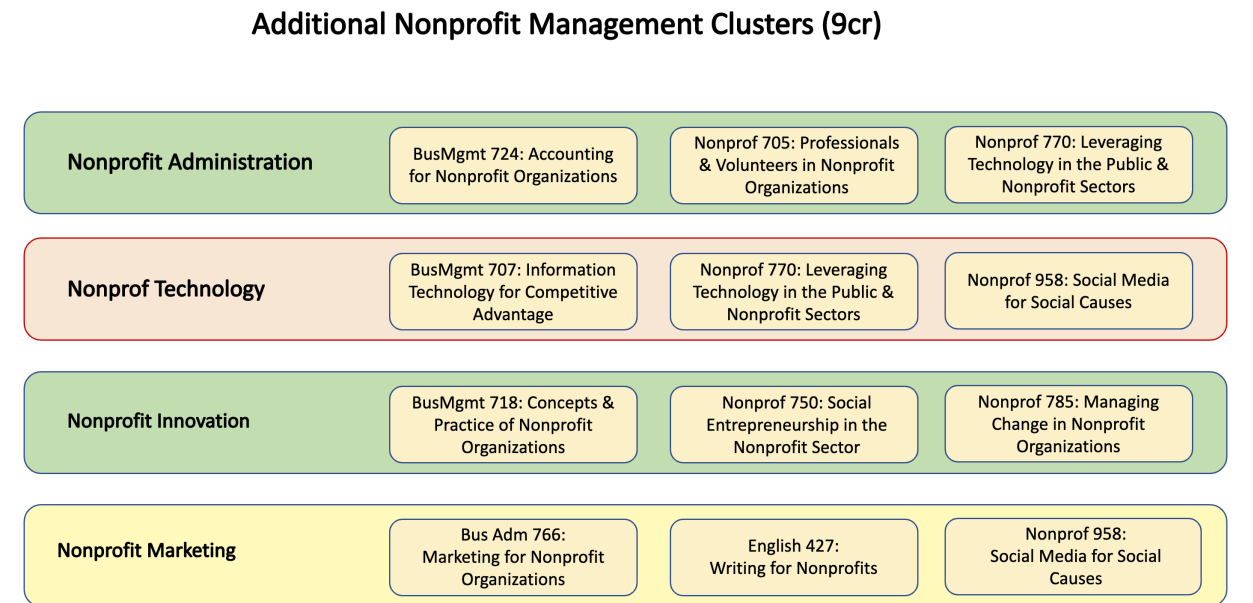 Additional Nonprofit Management Clusters (9cr)
Nonprofit Administration
BusMgmt 724: Accounting
for Nonprofit Organizations
Nonprof 705: Professionals
& Volunteers in Nonprofit
Organizations
Nonprof 770: Leveraging
Technology in the Public &
Nonprofit Sectors
Nonprof Technology
BusMgmt 707: Information
Technology for Competitive
Advantage
Nonprof 770: Leveraging
Technology in the Public &
Nonprofit Sectors
Nonprof 958: Social Media
for Social Causes
Nonprofit Innovation
BusMgmt 718: Concepts &
Practice of Nonprofit
Organizations
Nonprof 750: Social
Entrepreneurship in the
Nonprofit Sector
Nonprof 785: Managing
Change in Nonprofit
Organizations
Nonprofit Marketing
Bus Adm 766:
Marketing for Nonprofit
Organizations
English 427:
Writing for Nonprofits
Nonprof 958:
Social Media for Social
Causes